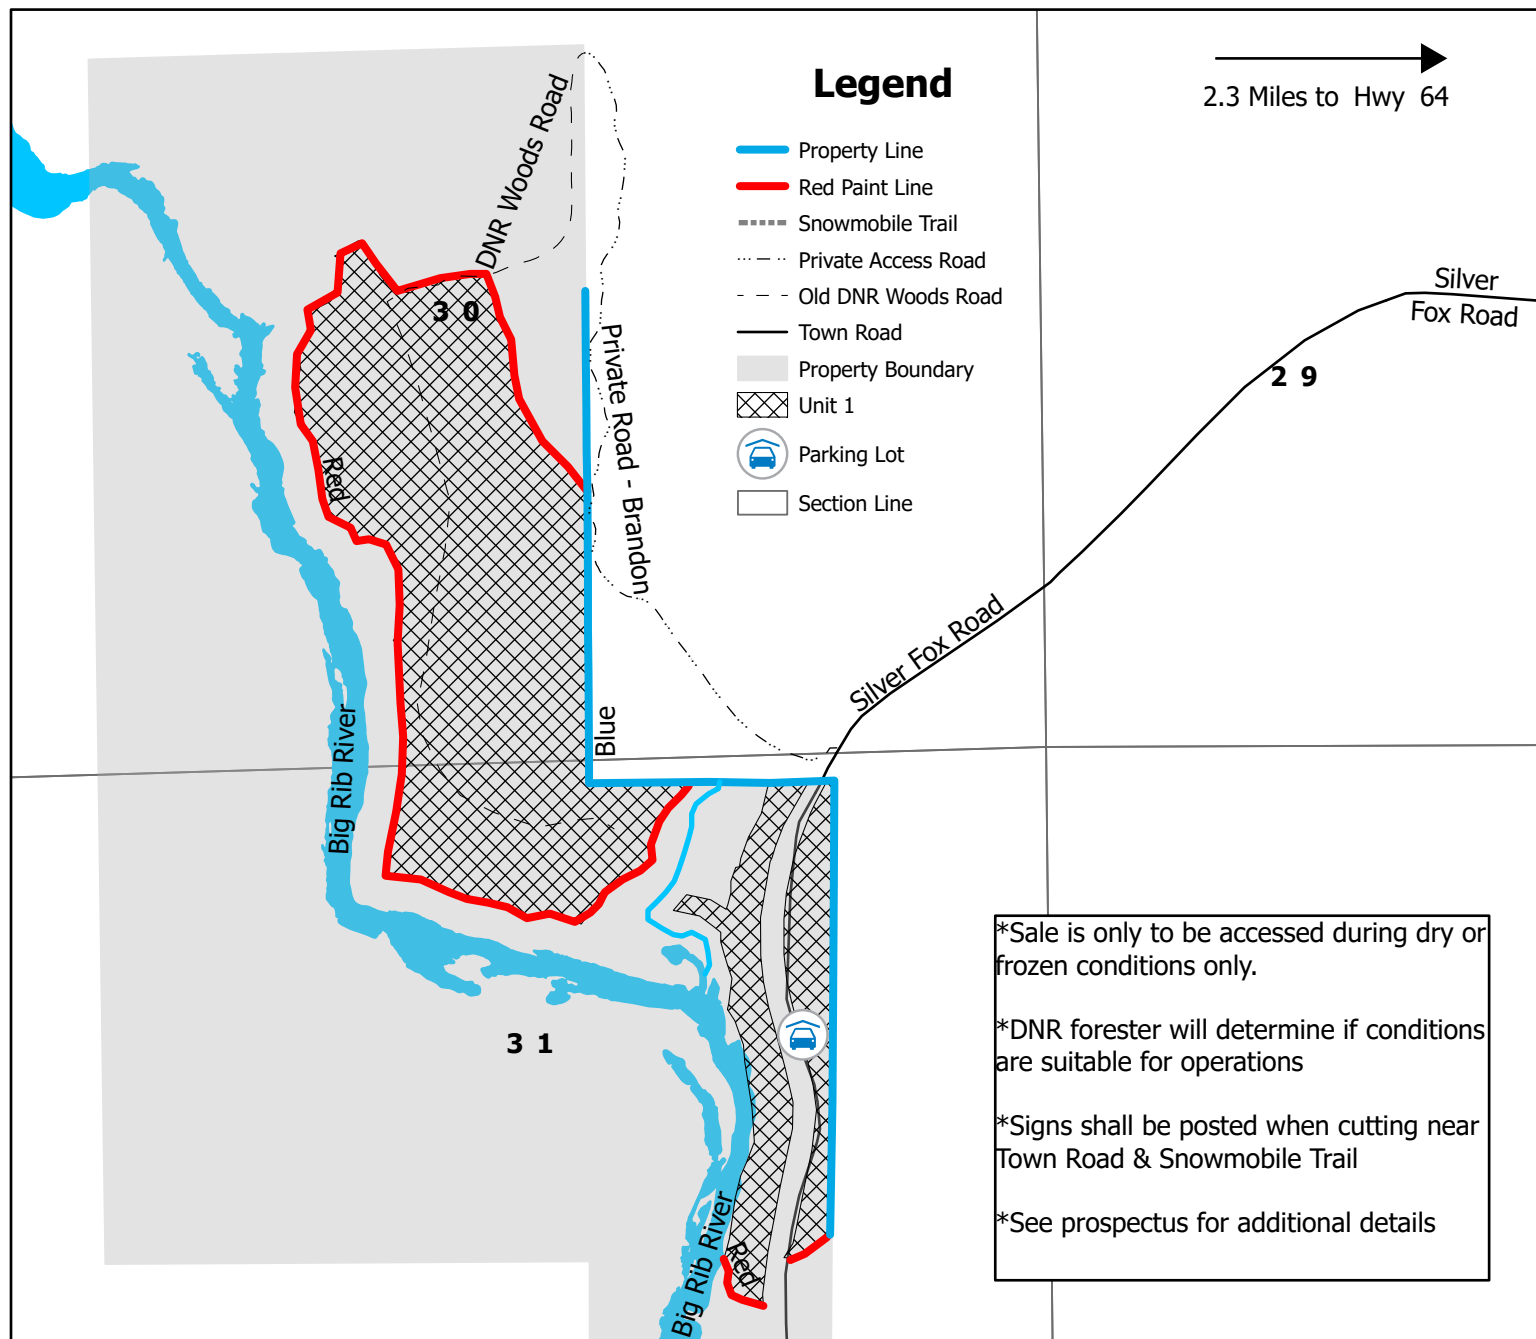 Legend
Property Line
Red Paint Line
Snowmobile Trail
Private Access Road
Old DNR Woods Road
Town Road
Property Boundary
Unit 1
Parking Lot
Section Line
2.3 Miles to Hwy 64
DNR Woods Road
3 0
Private Road - Brandon
Silver
Fox Road
2 9
Red
Silver Fox Road
Blue
Big Rib River
3 1
Big Rib River
Red
*Sale is only to be accessed during dry or
frozen conditions only.
*DNR forester will determine if conditions
are suitable for operations
*Signs shall be posted when cutting near
Town Road & Snowmobile Trail
*See prospectus for additional details